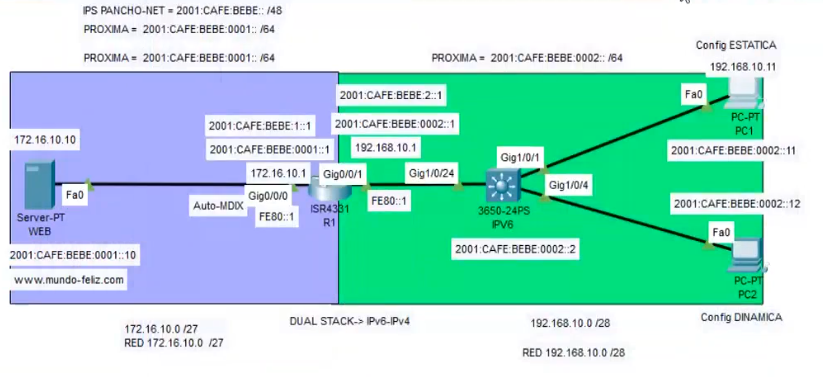 IPS PANCHO-NET = 2001:CAFE:BEBE:: /48
PROXIMA = 2001:CAFE:BEBE:0001:: /64
PROXIMA = 2001:CAFE:BEBE:0001:: /64
PROXIMA = 2001:CAFE:BEBE:0002:: /64
Config ESTATICA
192.168.10.11
2001:CAFE:BEBE:2::1
Fa0
PC-PT
PC1
2001:CAFE:BEBE:1::1
2001:CAFE:BEBE:0002::1
172.16.10.10
2001:CAFE:BEBE:0001::1
192.168.10.1
2001:CAFE:BEBE:0002::11
Gig1/0/1
172.16.10.1
Gig0/0/1
Gig1/0/24
Gig1/0/4
Fa0
Gig0/0/0
Auto-MDIX
FE80::1
ISR4331
R1
FE80::1
3650-24PS
IPV6
2001:CAFE:BEBE:0002::12
Server-PT
WEB
Fa0
2001:CAFE:BEBE:0002::2
2001:CAFE:BEBE:0001::10
www.mundo-feliz.com
PC-PT
PC2
Config DINAMICA
DUAL STACK-> IPv6-IPv4
172.16.10.0 /27
RED 172.16.10.0 /27
192.168.10.0 /28
RED 192.168.10.0 /28